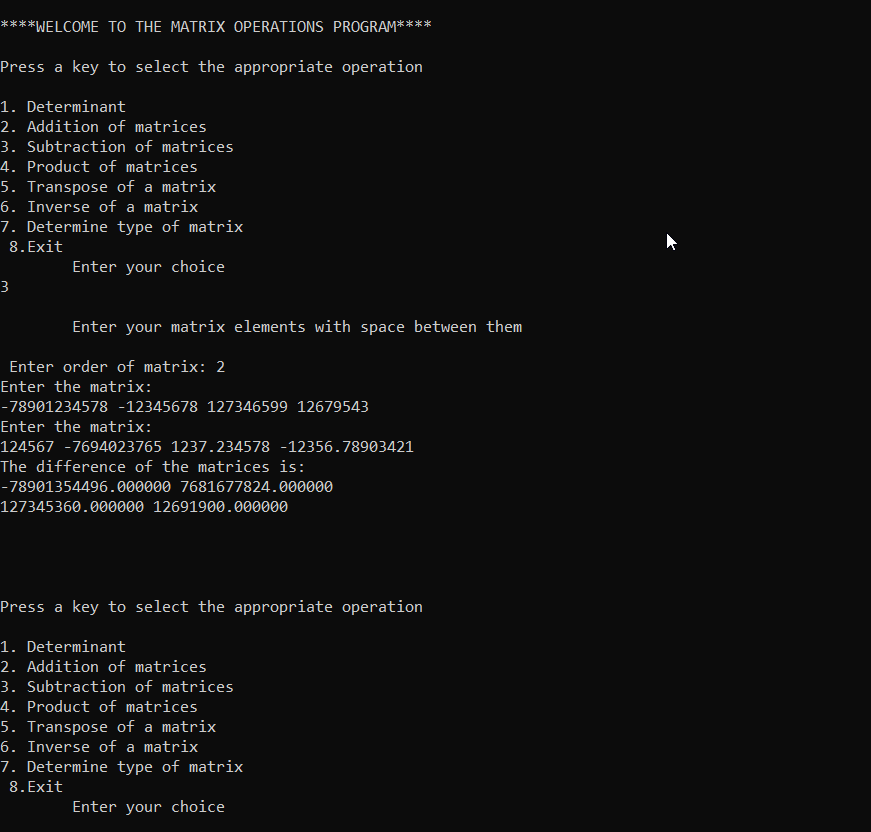 ****WELCOME TO THE MATRIX OPERATIONS PROGRAM****
Press a key to select the appropriate operation
1. Determinant
2. Addition of matrices
3. Subtraction of matrices
4. Product of matrices
5. Transpose of a matrix
6. Inverse of a matrix
7. Determine type of matrix
8.Exit
Enter your choice
3
Enter your matrix elements with space between them
Enter order of matrix: 2
Enter the matrix:
-78901234578 -12345678 127346599 12679543
Enter the matrix:
124567 -7694023765 1237.234578 -12356.78903421
The difference of the matrices is:
-78901354496.000000 7681677824.000000
127345360.000000 12691900.000000
Press a key to select the appropriate operation
1. Determinant
2. Addition of matrices
3. Subtraction of matrices
4. Product of matrices
5. Transpose of a matrix
6. Inverse of a matrix
7. Determine type of matrix
8.Exit
Enter your choice